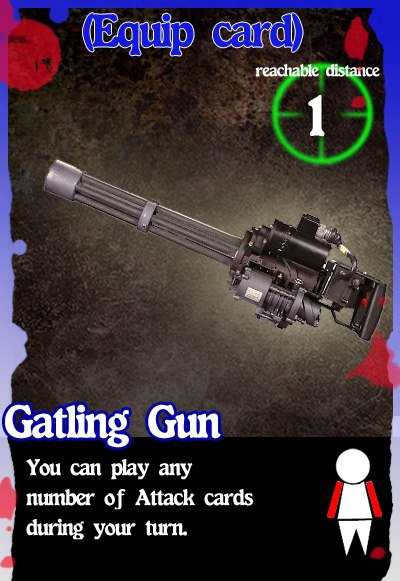 (Equip card)
reachable distance
1
Gatling Gun
You can play any
number of Attack cards
during your turn.